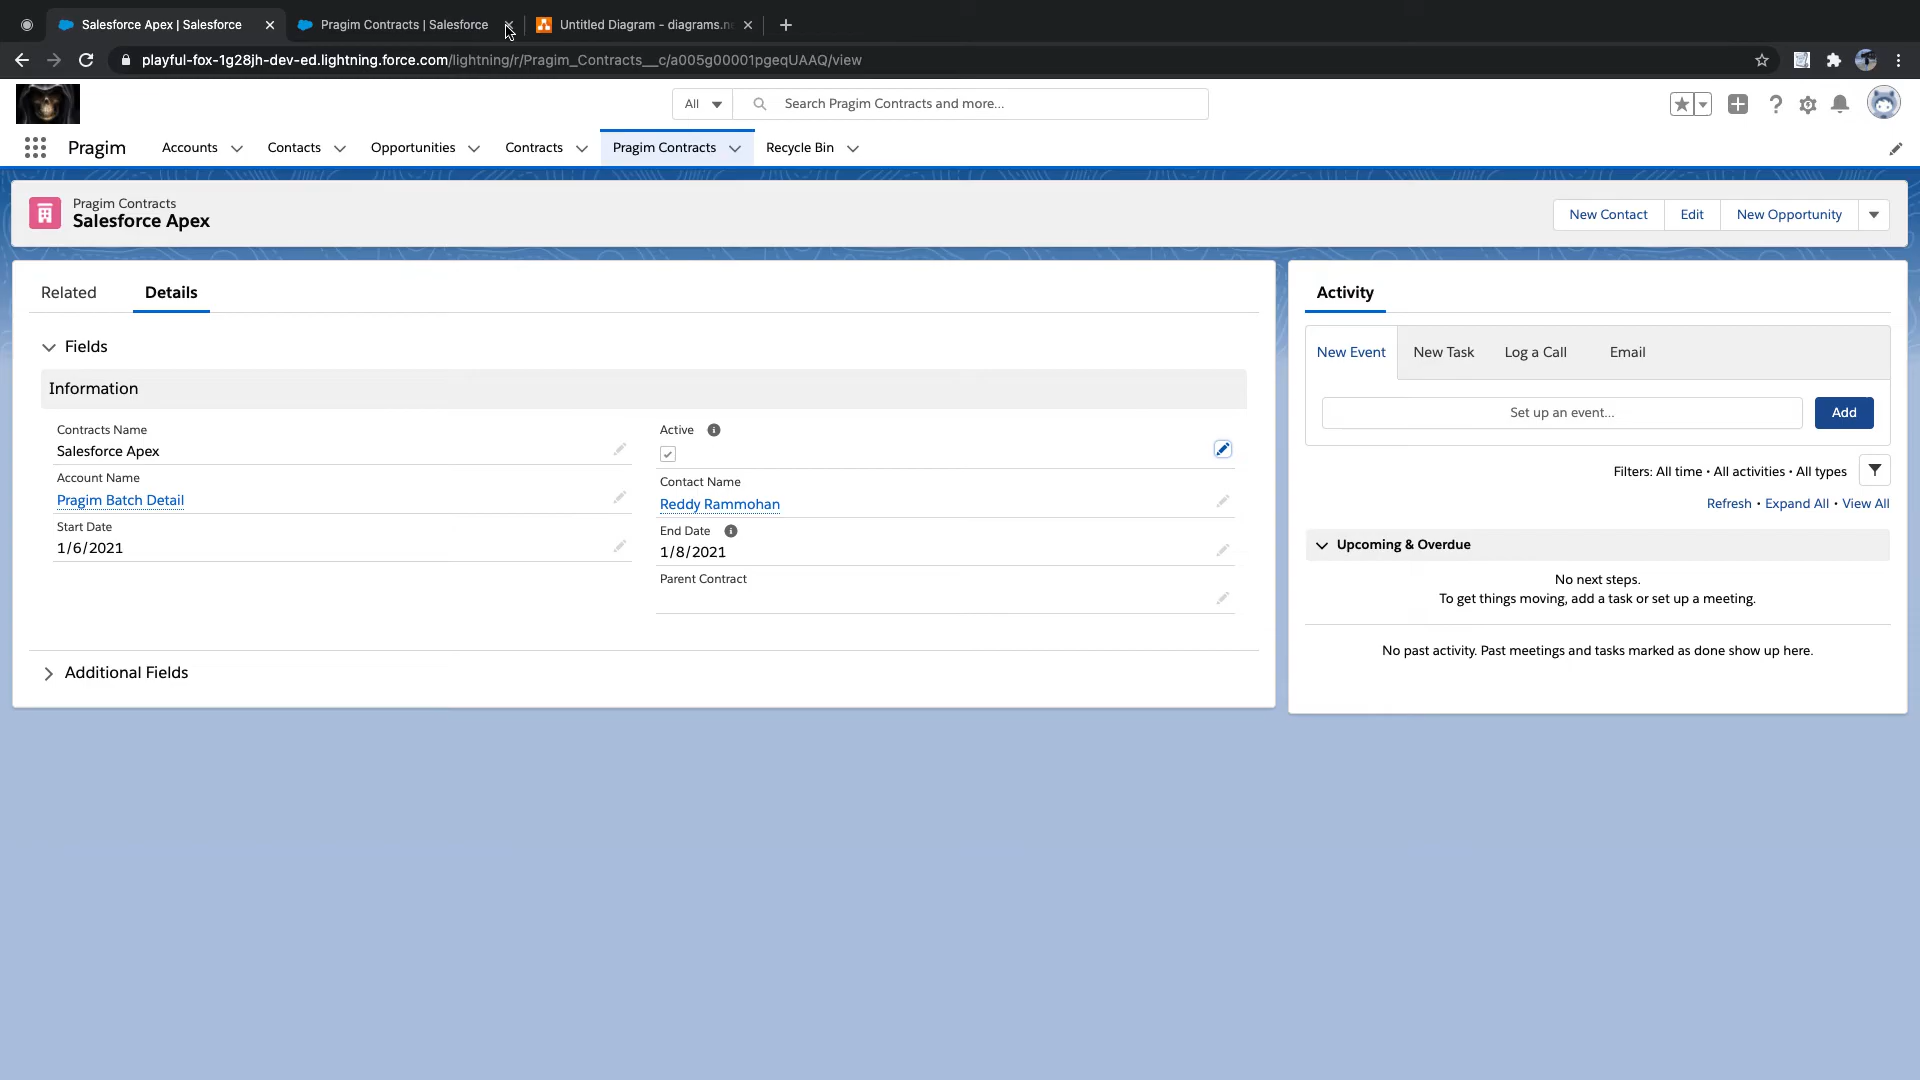 Salesforce Apex | Salesforce
Pragim Contracts | Salesforce
Untitled Diagram - diagrams.n
playful-fox-1g28jh-dev-ed.lightning.force.com/lightning/r/Pragim_Contracts__c/a005g00001pgeqUAAQ/view
All
Search Pragim Contracts and more...
Pragim
Accounts
Contacts
Opportunities
Contracts
Pragim Contracts
Recycle Bin
Pragim Contracts
Salesforce Apex
New Contact
Edit
New Opportunity
Related
Details
Fields
Information
Contracts Name
Salesforce Apex
Account Name
Pragim Batch Detail
Start Date
1/6/2021
Active
Contact Name
Reddy Rammohan
End Date
1/8/2021
Parent Contract
Additional Fields
Activity
New Event
New Task
Log a Call
Email
Set up an event...
Add
Filters: All time • All activities • All types
Refresh • Expand All • View All
Upcoming & Overdue
No next steps.
To get things moving, add a task or set up a meeting.
No past activity. Past meetings and tasks marked as done show up here.